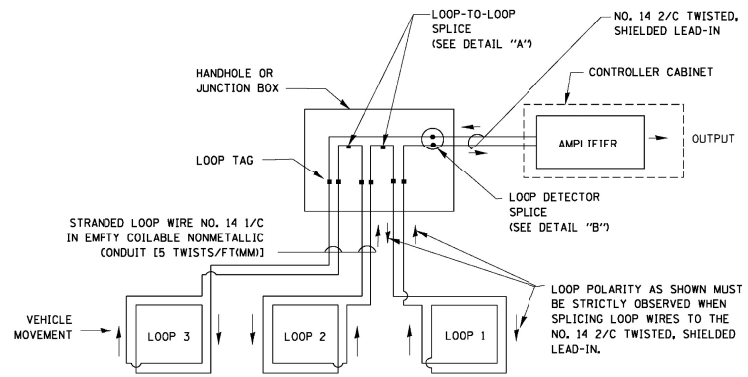 LOOP-TO-LOOP
SPLICE
(SEE DETAIL "A")
NO. 14 2/C TWISTED,
SHIELDED LEAD-IN
HANDHOLE OR
JUNCTION BOX
CONTROLLER CABINET
AMPLIFIER
OUTPUT
LOOP TAG
LOOP DETECTOR
SPLICE
(SEE DETAIL "B")
STRANDED LOOP WIRE NO. 14 1/C
IN EMPTY COILABLE NONMETALLIC
CONDUIT [5 TWISTS/FT(MM)]
LOOP POLARITY AS SHOWN MUST
BE STRICTLY OBSERVED WHEN
SPLICING LOOP WIRES TO THE
NO. 14 2/C TWISTED, SHIELDED
LEAD-IN.
VEHICLE
MOVEMENT
LOOP 3
LOOP 2
LOOP 1